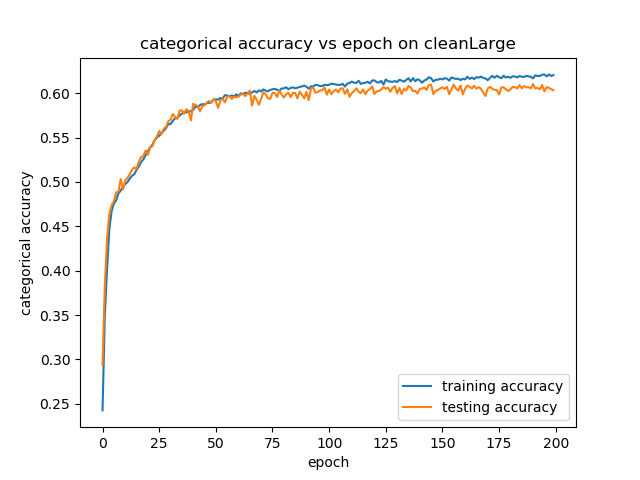 categorical accuracy vs epoch on cleanLarge
categorical accuracy
0.60
0.55
0.50
0.45
0.40
0.35
0.30
0.25
training accuracy
testing accuracy
0 25 50 75 100 125 150 175 200
epoch